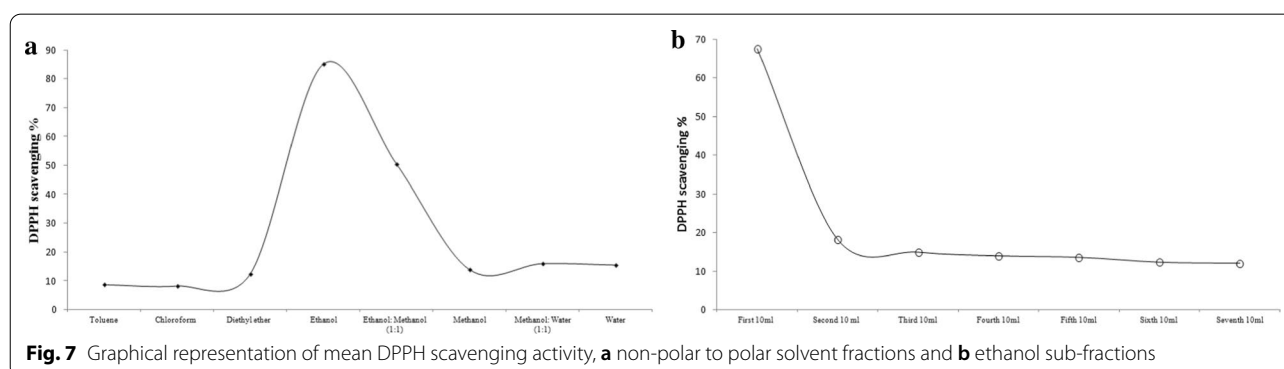 a
DPPH scavenging %
90
80
70
60
50
40
30
20
10
0
Toluene
Chloroform
Diethyl ether
Ethanol
Ethanol: Methanol
(1:1)
Methanol
Methanol: Water
(1:1)
Water
b
DPPH scavenging %
70
60
50
40
30
20
10
0
First 10ml
Second 10 ml
Third 10ml
Fourth 10ml
Fifth 10ml
Sixth 10ml
Seventh 10ml
Fig. 7 Graphical representation of mean DPPH scavenging activity, a non-polar to polar solvent fractions and b ethanol sub-fractions